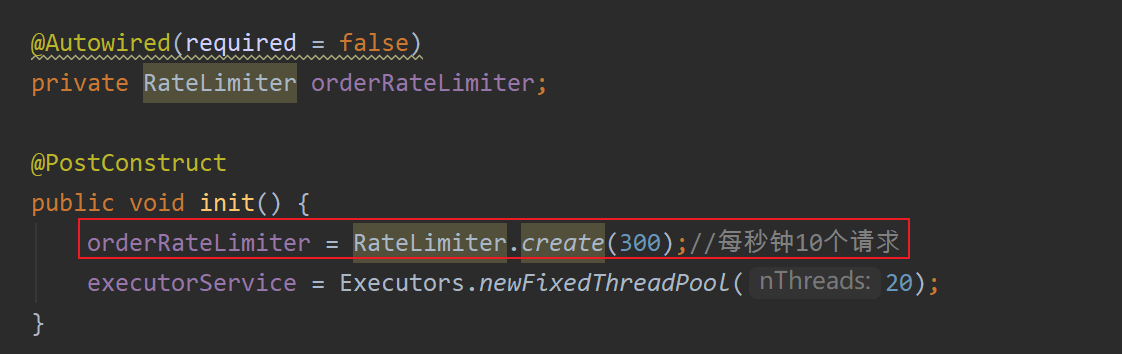 @Autowired(required = false)
private RateLimiter orderRateLimiter;
@PostConstruct
public void init() {
orderRateLimiter = RateLimiter.create(300);//每秒钟10个请求
executorService = Executors.newFixedThreadPool( nThreads: 20);
}